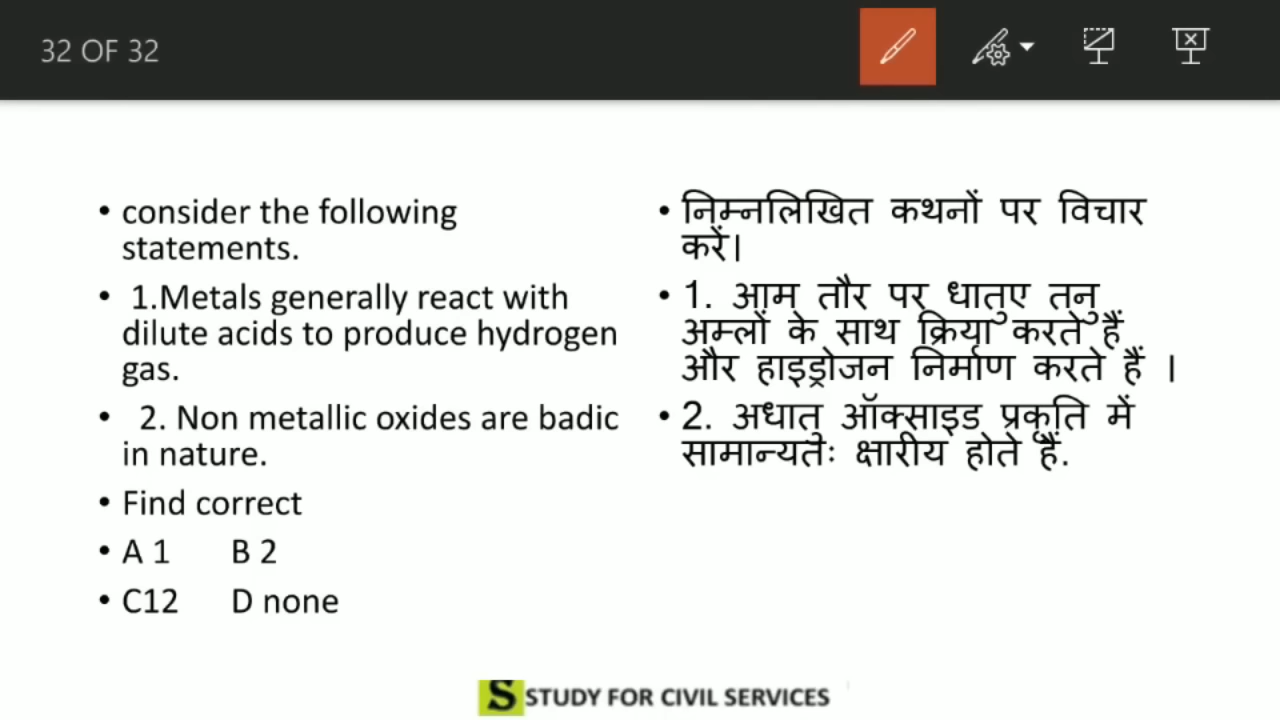 32 OF 32
• consider the following
statements.
• 1.Metals generally react with
dilute acids to produce hydrogen
gas.
• 2. Non metallic oxides are badic
in nature.
• Find correct
• A 1 B 2
• C12 D none
• निम्नलिखित कथनों पर विचार
करें।
• 1. आम तौर पर धातुए तनु
अम्लों के साथ क्रिया करते हैं
और हाइड्रोजन निर्माण करते हैं ।
• 2. अधातु ऑक्साइड प्रकृति में
सामान्यतः क्षारीय होते हैं.
S STUDY FOR CIVIL SERVICES